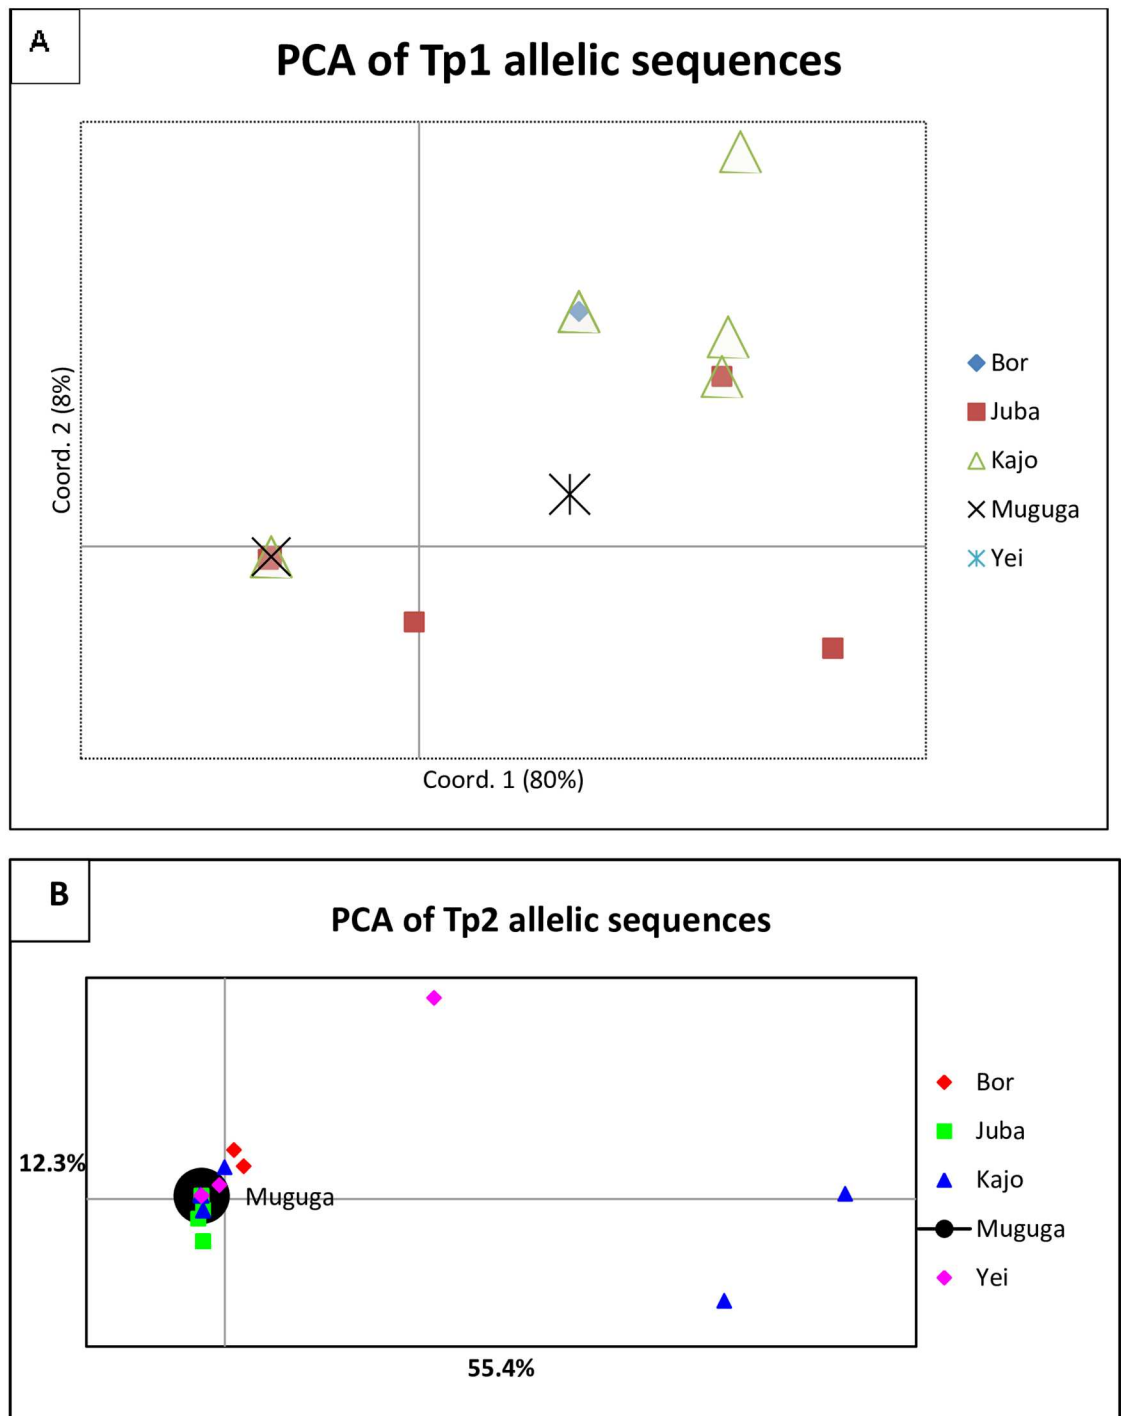 A
PCA of Tp1 allelic sequences
Coord. 2 (8%)
Bor
Juba
Kajo
Muguga
Yei
Coord. 1 (80%)
B
PCA of Tp2 allelic sequences
12.3%
Muguga
Bor
Juba
Kajo
Muguga
Yei
55.4%